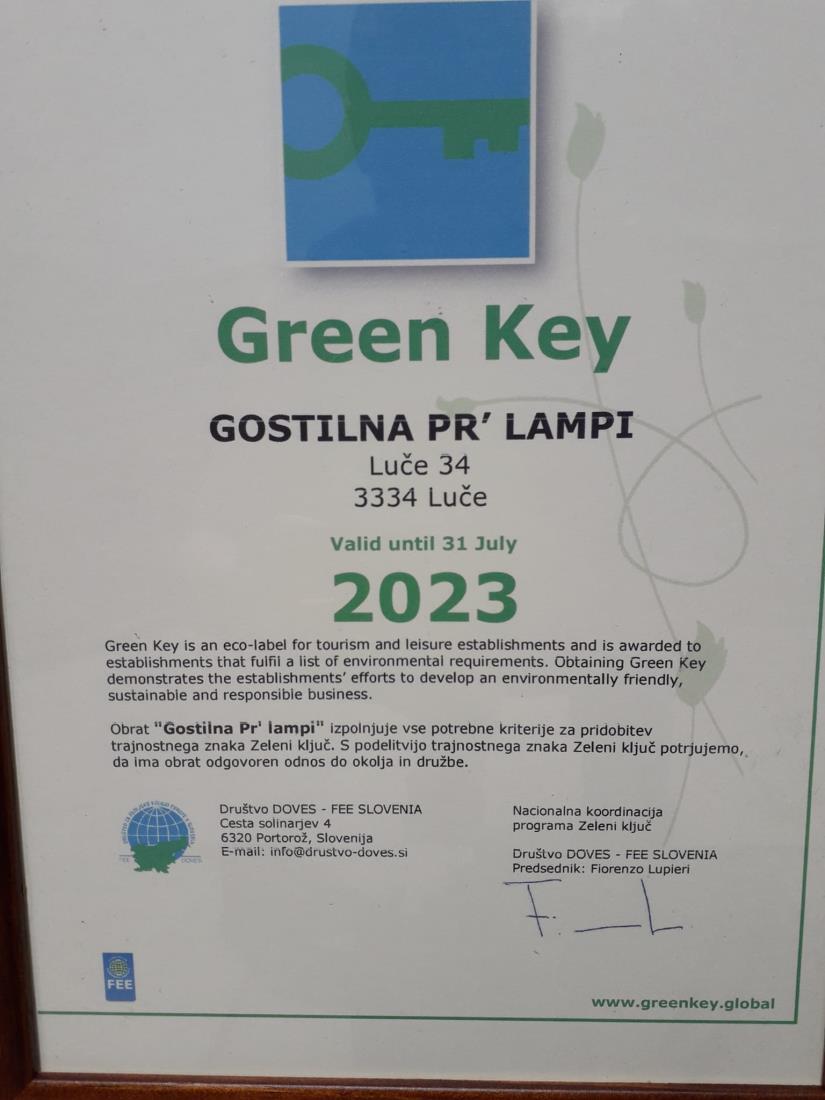 Green Key
GOSTILNA PR' LAMPI
Luče 34
3334 Luče
Valid until 31 July
2023
Green Key is an eco-label for tourism and leisure establishments and is awarded to
establishments that fulfil a list of environmental requirements. Obtaining Green Key
demonstrates the establishments' efforts to develop an environmentally friendly,
sustainable and responsible business.
Obrat "Gostilna Pr' lampi" izpolnjuje vse potrebne kriterije za pridobitev
trajnostnega znaka Zeleni ključ. S podelitvijo trajnostnega znaka Zeleni ključ potrjujemo,
da ima obrat odgovoren odnos do okolja in družbe.
FEE DOVES
Društvo DOVES - FEE SLOVENIA
Cesta solinarjev 4
6320 Portorož, Slovenija
E-mail: info@drustvo-doves.si
Nacionalna koordinacija
programa Zeleni ključ
Društvo DOVES - FEE SLOVENIA
Predsednik: Fiorenzo Lupieri
F. L
FEE
www.greenkey.global